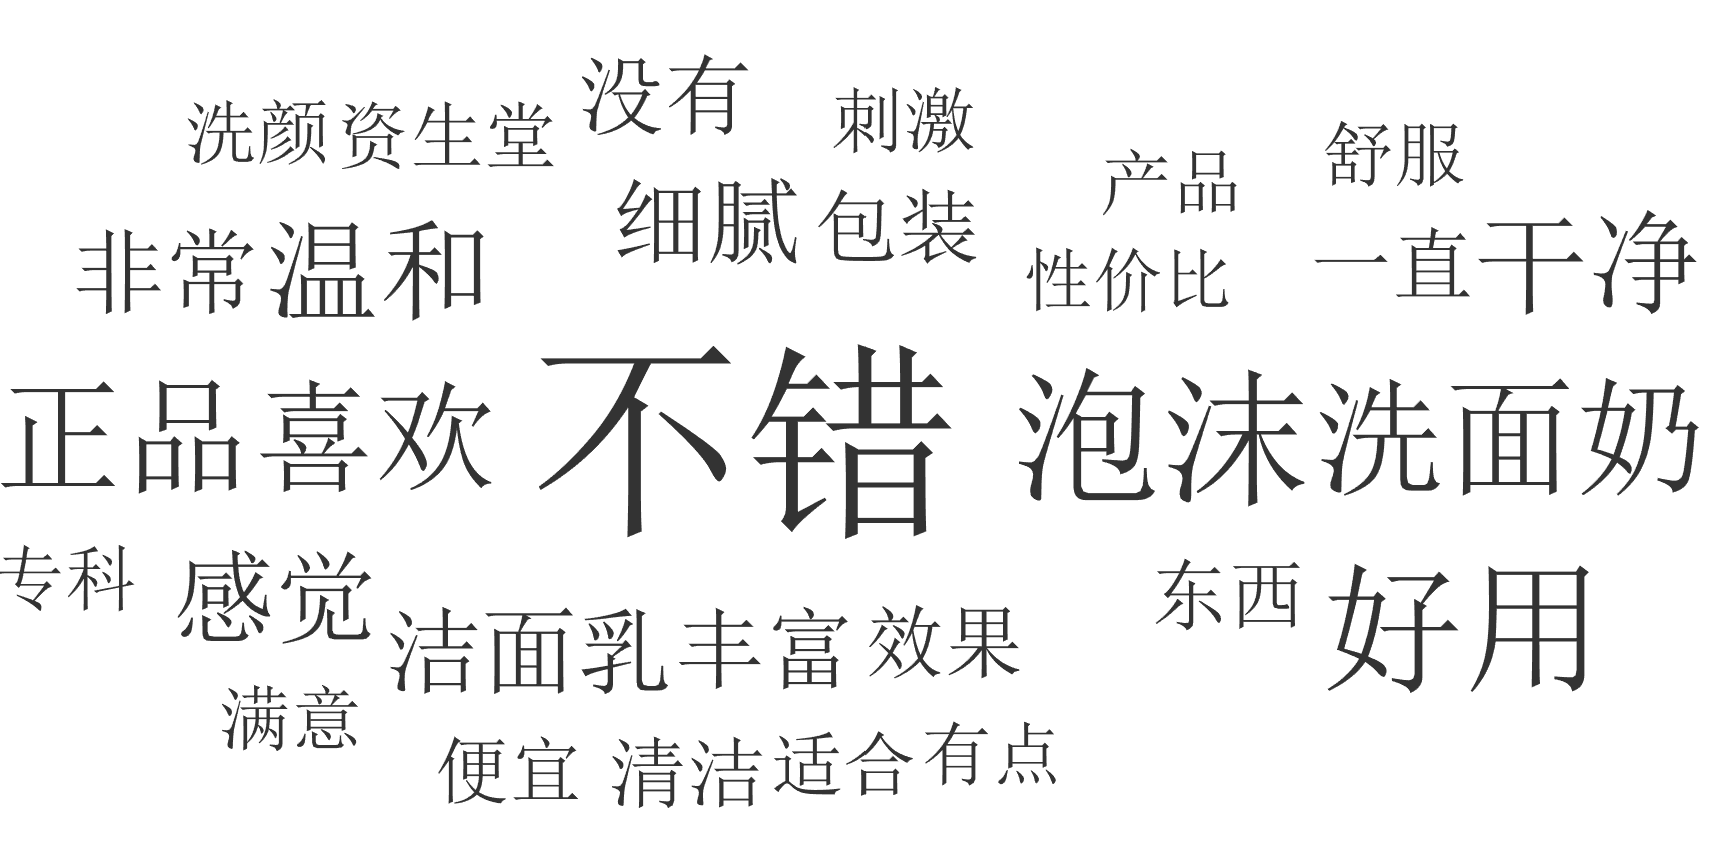 没有
洗颜 资生堂 刺激
舒服
产品
细腻 包装
非常 温和 性价比 一直 干净
正品 喜欢 不错 泡沫 洗面奶
专科 感觉 东西 好用
洁面乳 丰富 效果
满意
便宜 清洁 适合 有点